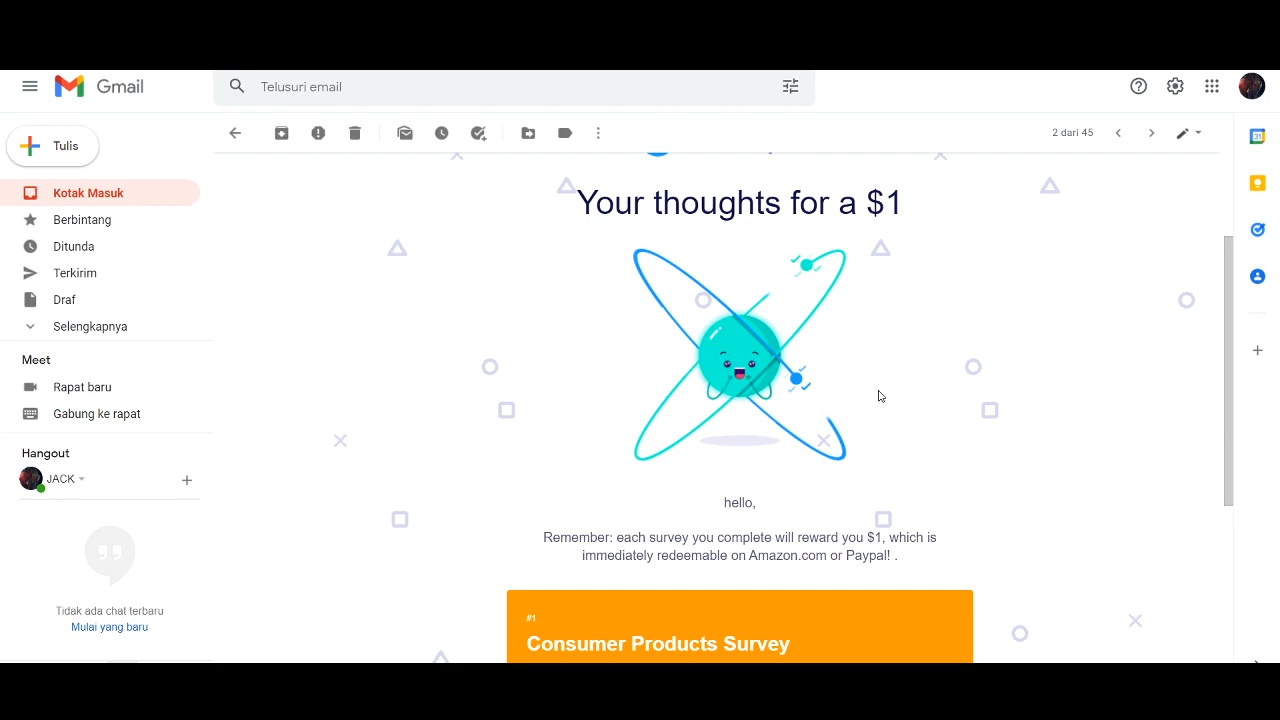 Gmail
Telusuri email
Tulis
2 dari 45
Kotak Masuk
Berbintang
Ditunda
Terkirim
Draf
Selengkapnya
Meet
Rapat baru
Gabung ke rapat
Hangout
JACK
Tidak ada chat terbaru
Mulai yang baru
Your thoughts for a $1
hello,
Remember: each survey you complete will reward you $1, which is
immediately redeemable on Amazon.com or Paypal! .
#1
Consumer Products Survey
31